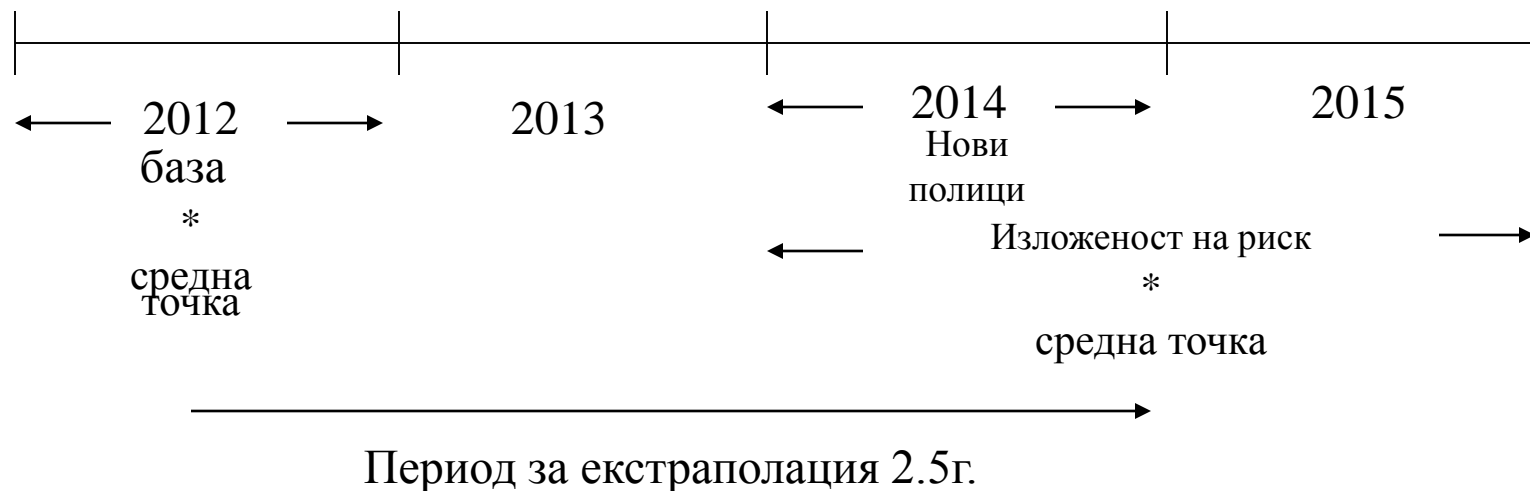 2012
2013
2014
2015
база
*
средна
точка
Нови
полици
Изложеност на риск
*
средна точка
Период за екстраполация 2.5г.